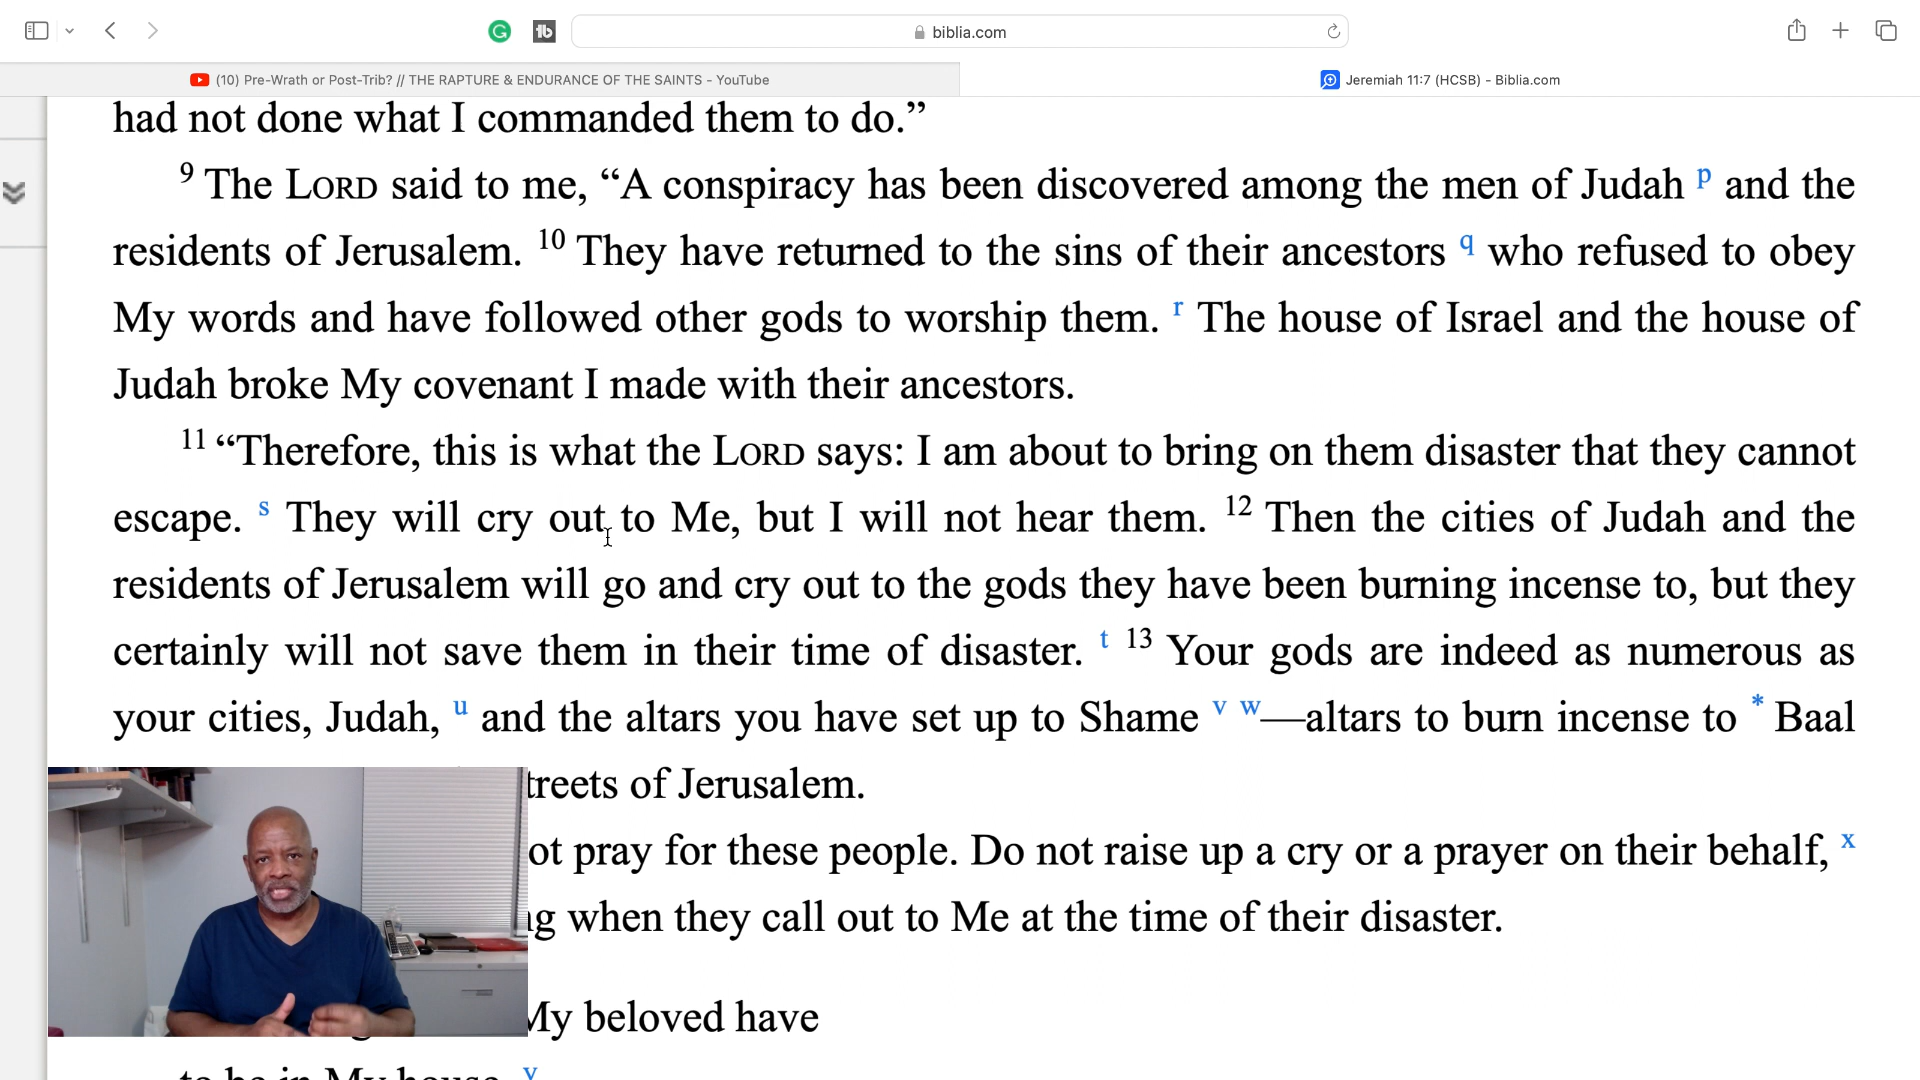 biblia.com
(10) Pre-Wrath or Post-Trib? // THE RAPTURE & ENDURANCE OF THE SAINTS - YouTube
Jeremiah 11:7 (HCSB) - Biblia.com
had not done what I commanded them to do.”
9 The LORD said to me, “A conspiracy has been discovered among the men of Judah p and the
residents of Jerusalem. 10 They have returned to the sins of their ancestors q who refused to obey
My words and have followed other gods to worship them. r The house of Israel and the house of
Judah broke My covenant I made with their ancestors.
11 “Therefore, this is what the LORD says: I am about to bring on them disaster that they cannot
escape. s They will cry out to Me, but I will not hear them. 12 Then the cities of Judah and the
residents of Jerusalem will go and cry out to the gods they have been burning incense to, but they
certainly will not save them in their time of disaster. t 13 Your gods are indeed as numerous as
your cities, Judah, u and the altars you have set up to Shame v w—altars to burn incense to * Baal
treets of Jerusalem.
ot pray for these people. Do not raise up a cry or a prayer on their behalf, x
g when they call out to Me at the time of their disaster.
My beloved have
to be in My house, y